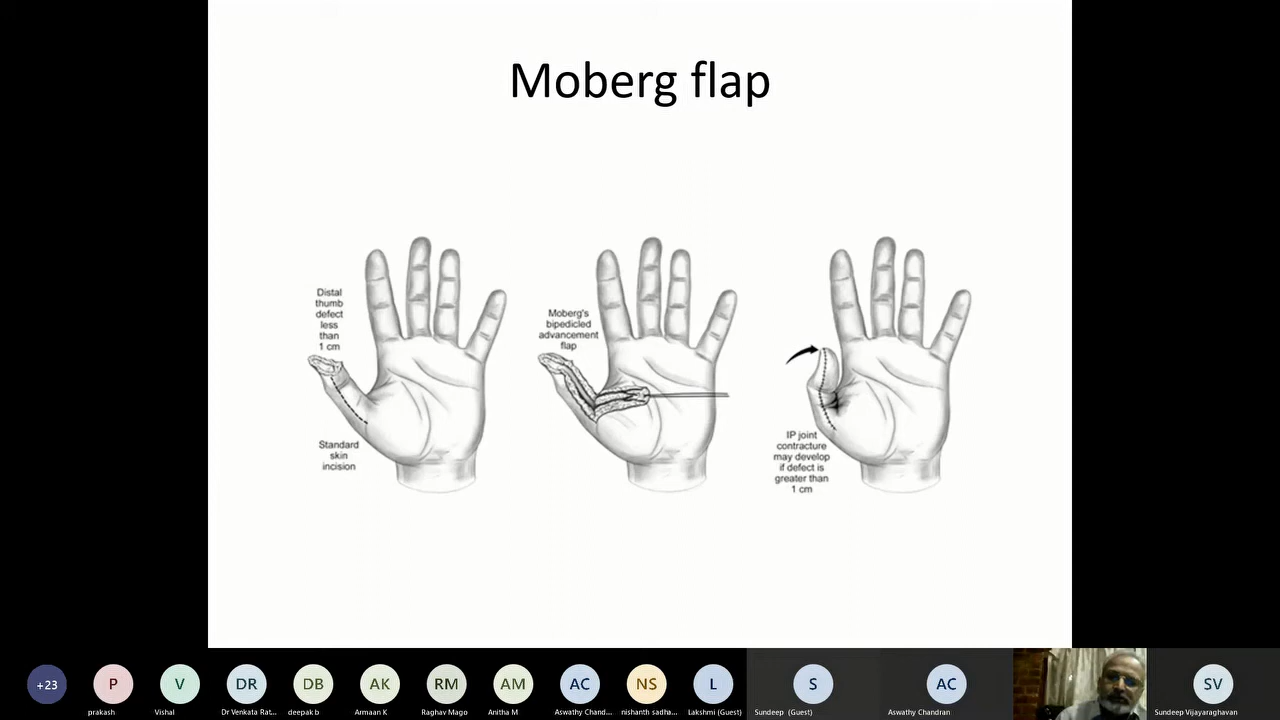 Moberg flap
Distal
thumb
defect
less
than
1 cm
Standard
skin
incision
Moberg's
bipedicled
advancement
flap
IP joint
contracture
may develop
if defect is
greater than
1 cm
+23
P
V
DR
DB
AK
RM
AM
AC
NS
L
S
AC
SV
prakash
Vishal
Dr Venkata Rat...
deepak b
Armaan K
Raghav Mago
Anitha M
Aswathy Chand...
nishanth sadha...
Lakshmi (Guest)
Sundeep (Guest)
Aswathy Chandran
Sundeep Vijayaraghavan